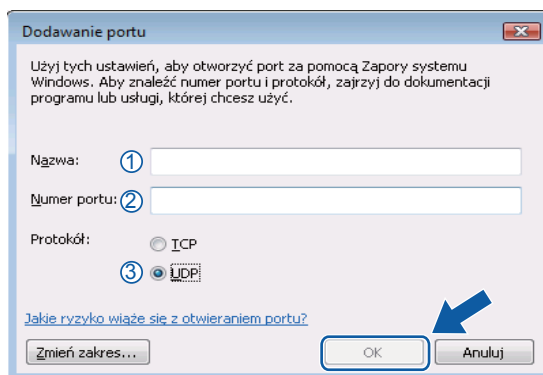 Dodawanie portu
Użyj tych ustawień, aby otworzyć port za pomocą Zapory systemu
Windows. Aby znaleźć numer portu i protokół, zajrzyj do dokumentacji
programu lub usługi, której chcesz użyć.
Nazwa: 1
Numer portu: 2
Protokół: TCP
3 UDP
Jakie ryzyko wiąże się z otwieraniem portu?
Zmień zakres... OK Anuluj